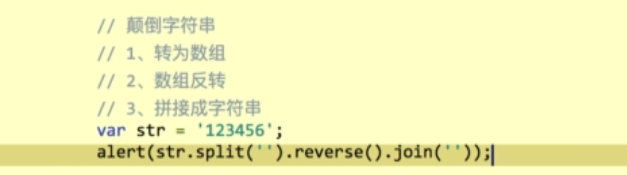 // 颠倒字符串
// 1、转为数组
// 2、数组反转
// 3、拼接成字符串
var str = '123456';
alert(str.split('').reverse().join(''));